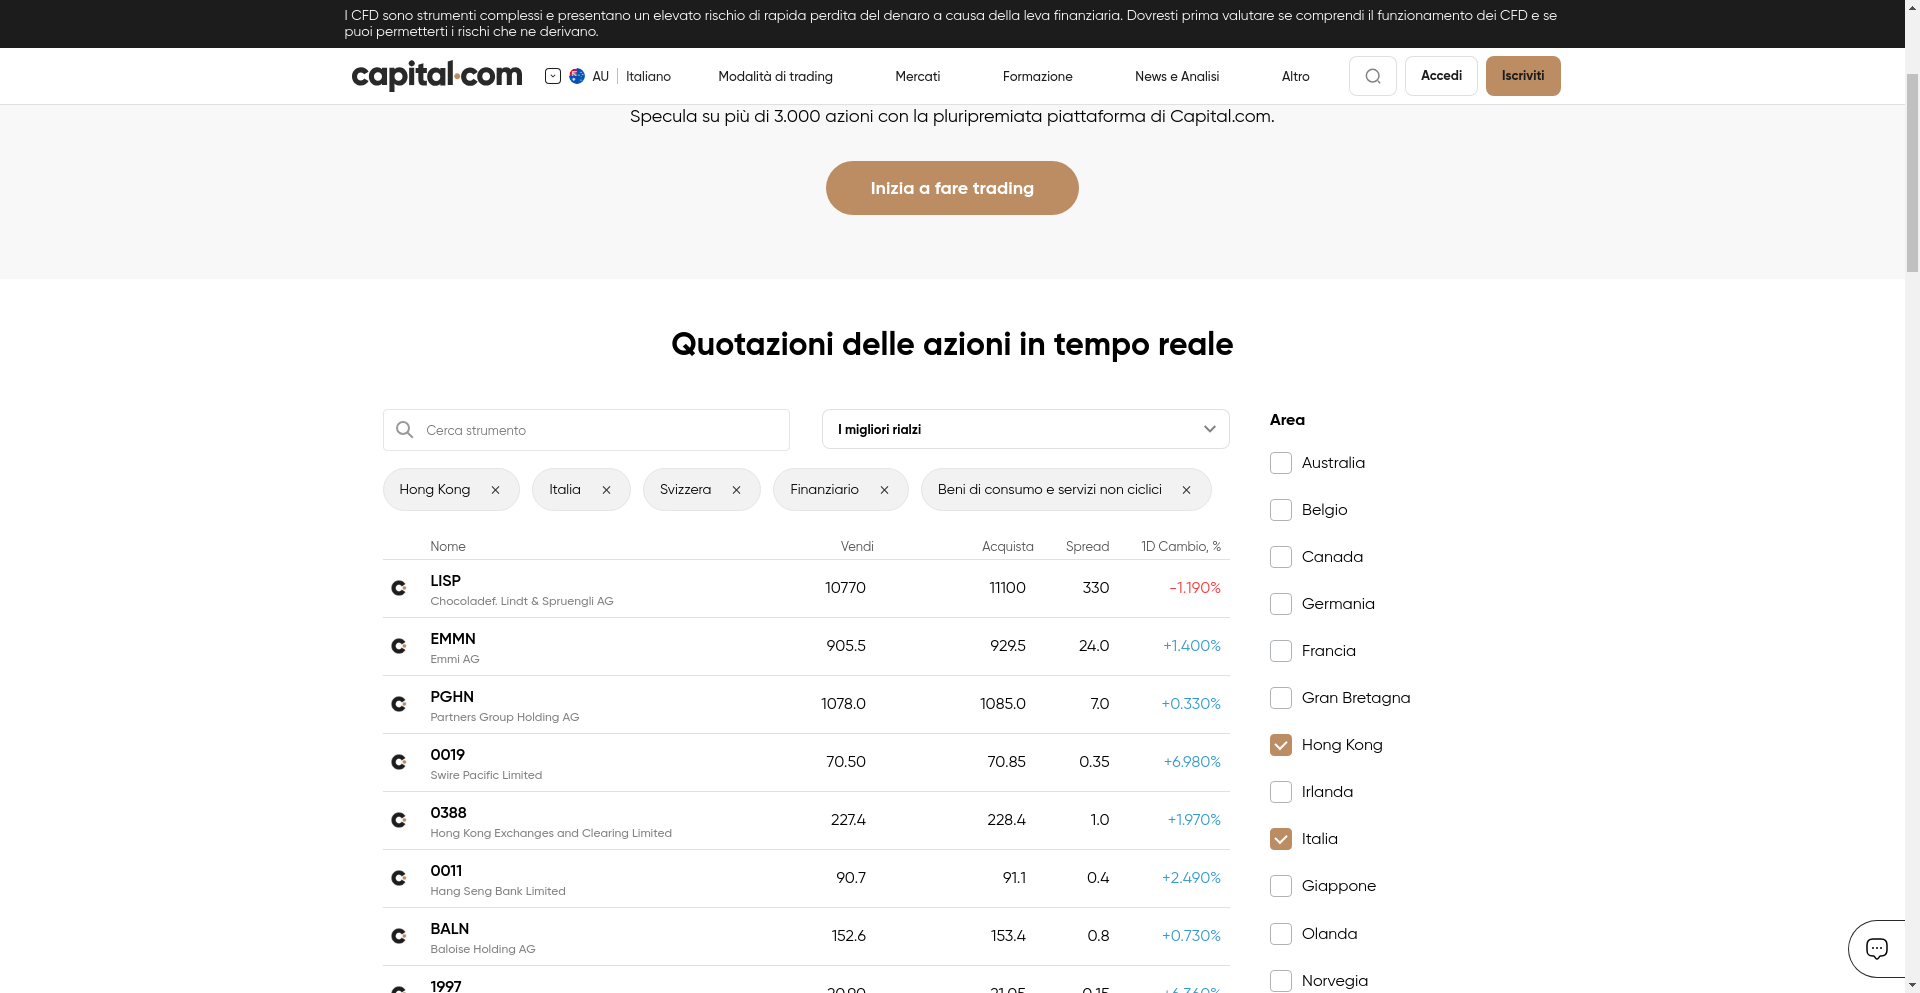 I CFD sono strumenti complessi e presentano un elevato rischio di rapida perdita del denaro a causa della leva finanziaria. Dovresti prima valutare se comprendi il funzionamento dei CFD e se
puoi permetterti i rischi che ne derivano.
capital.com
AU
Italiano
Modalità di trading
Mercati
Formazione
News e Analisi
Altro
Accedi
Iscriviti
Specula su più di 3.000 azioni con la pluripremiata piattaforma di Capital.com.
Inizia a fare trading
Quotazioni delle azioni in tempo reale
Cerca strumento
I migliori rialzi
Hong Kong
Italia
Svizzera
Finanziario
Beni di consumo e servizi non ciclici
Nome Vendi Acquista Spread 1D Cambio, %
LISP
Chocoladef. Lindt & Spruengli AG
10770 11100 330 -1.190%
EMMN
Emmi AG
905.5 929.5 24.0 +1.400%
PGHN
Partners Group Holding AG
1078.0 1085.0 7.0 +0.330%
0019
Swire Pacific Limited
70.50 70.85 0.35 +6.980%
0388
Hong Kong Exchanges and Clearing Limited
227.4 228.4 1.0 +1.970%
0011
Hang Seng Bank Limited
90.7 91.1 0.4 +2.490%
BALN
Baloise Holding AG
152.6 153.4 0.8 +0.730%
1997
Area
Australia
Belgio
Canada
Germania
Francia
Gran Bretagna
Hong Kong
Irlanda
Italia
Giappone
Olanda
Norvegia